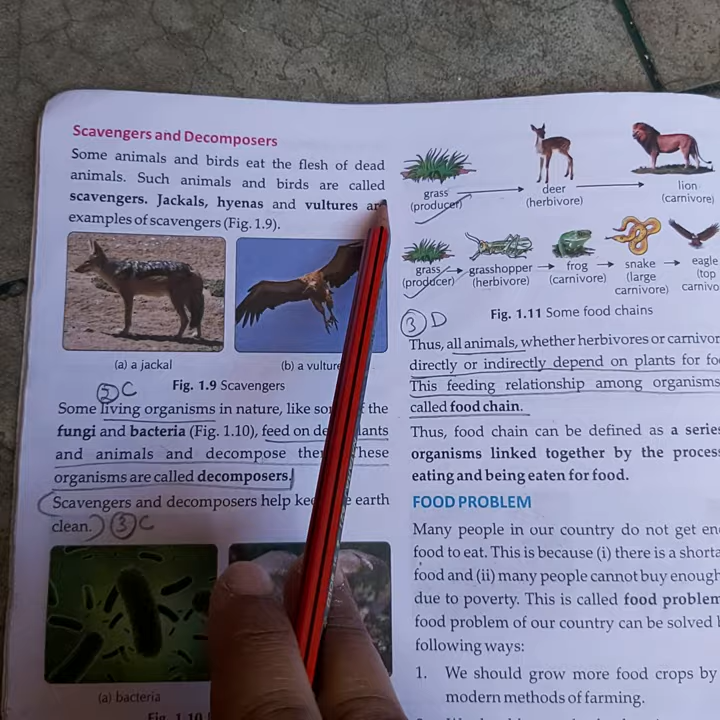 Scavengers and Decomposers
Some animals and birds eat the flesh of dead
animals. Such animals and birds are called
scavengers. Jackals, hyenas and vultures are
examples of scavengers (Fig. 1.9).
(a) a jackal
(b) a vulture
Fig. 1.9 Scavengers
② C
Some living organisms in nature, like so the
fungi and bacteria (Fig. 1.10), feed on de lants
and animals and decompose the These
organisms are called decomposers.
Scavengers and decomposers help kee e earth
clean. ③ C
(a) bacteria
Fig. 1.10
grass
(producer)
deer
(herbivore)
lion
(carnivore)
grass
(producer)
grasshopper
(herbivore)
frog
(carnivore)
snake
(large
carnivore)
eagle
(top
carnivo
Fig. 1.11 Some food chains
③ D
Thus, all animals, whether herbivores or carnivor
directly or indirectly depend on plants for fo
This feeding relationship among organisms
called food chain.
Thus, food chain can be defined as a series
organisms linked together by the process
eating and being eaten for food.
FOOD PROBLEM
Many people in our country do not get en
food to eat. This is because (i) there is a shorta
food and (ii) many people cannot buy enough
due to poverty. This is called food problem
food problem of our country can be solved
following ways:
1. We should grow more food crops by
modern methods of farming.